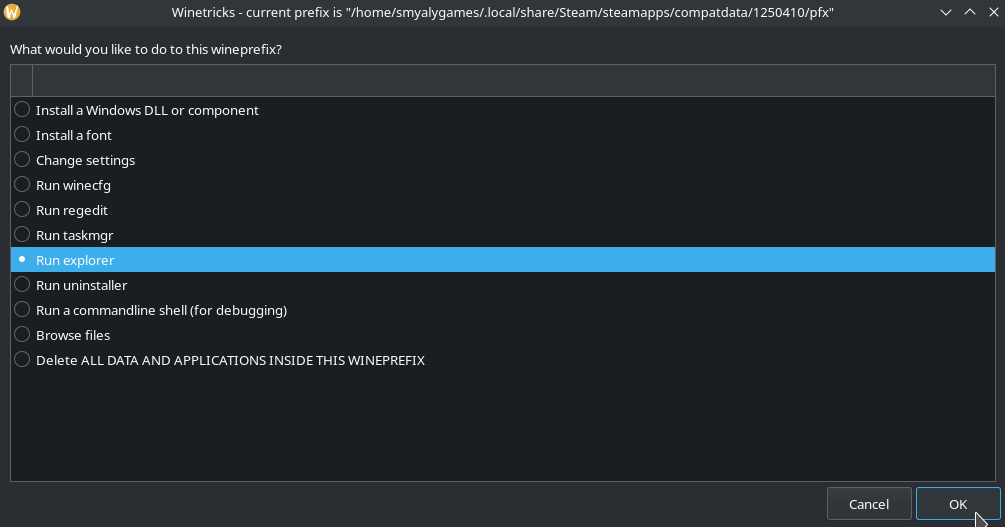 Winetricks - current prefix is "/home/smyalygames/.local/share/Steam/steamapps/compatdata/1250410/pfx"
What would you like to do to this wineprefix?
Install a Windows DLL or component
Install a font
Change settings
Run winecfg
Run regedit
Run taskmgr
Run explorer
Run uninstaller
Run a commandline shell (for debugging)
Browse files
Delete ALL DATA AND APPLICATIONS INSIDE THIS WINEPREFIX
Cancel OK